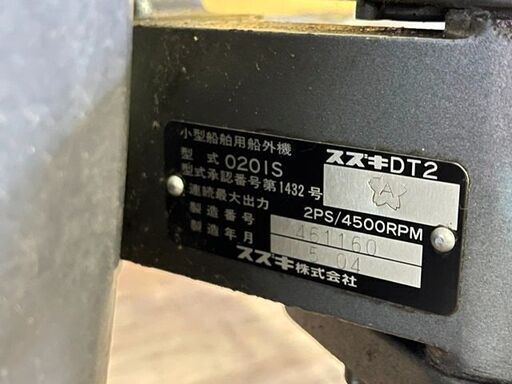 小型船舶用船外機 スズキDT2
型式 0201S
型式承認番号第1432号 A
連続最大出力 2PS/4500RPM
製造番号 461160
製造年月 5 04
スズキ株式会社